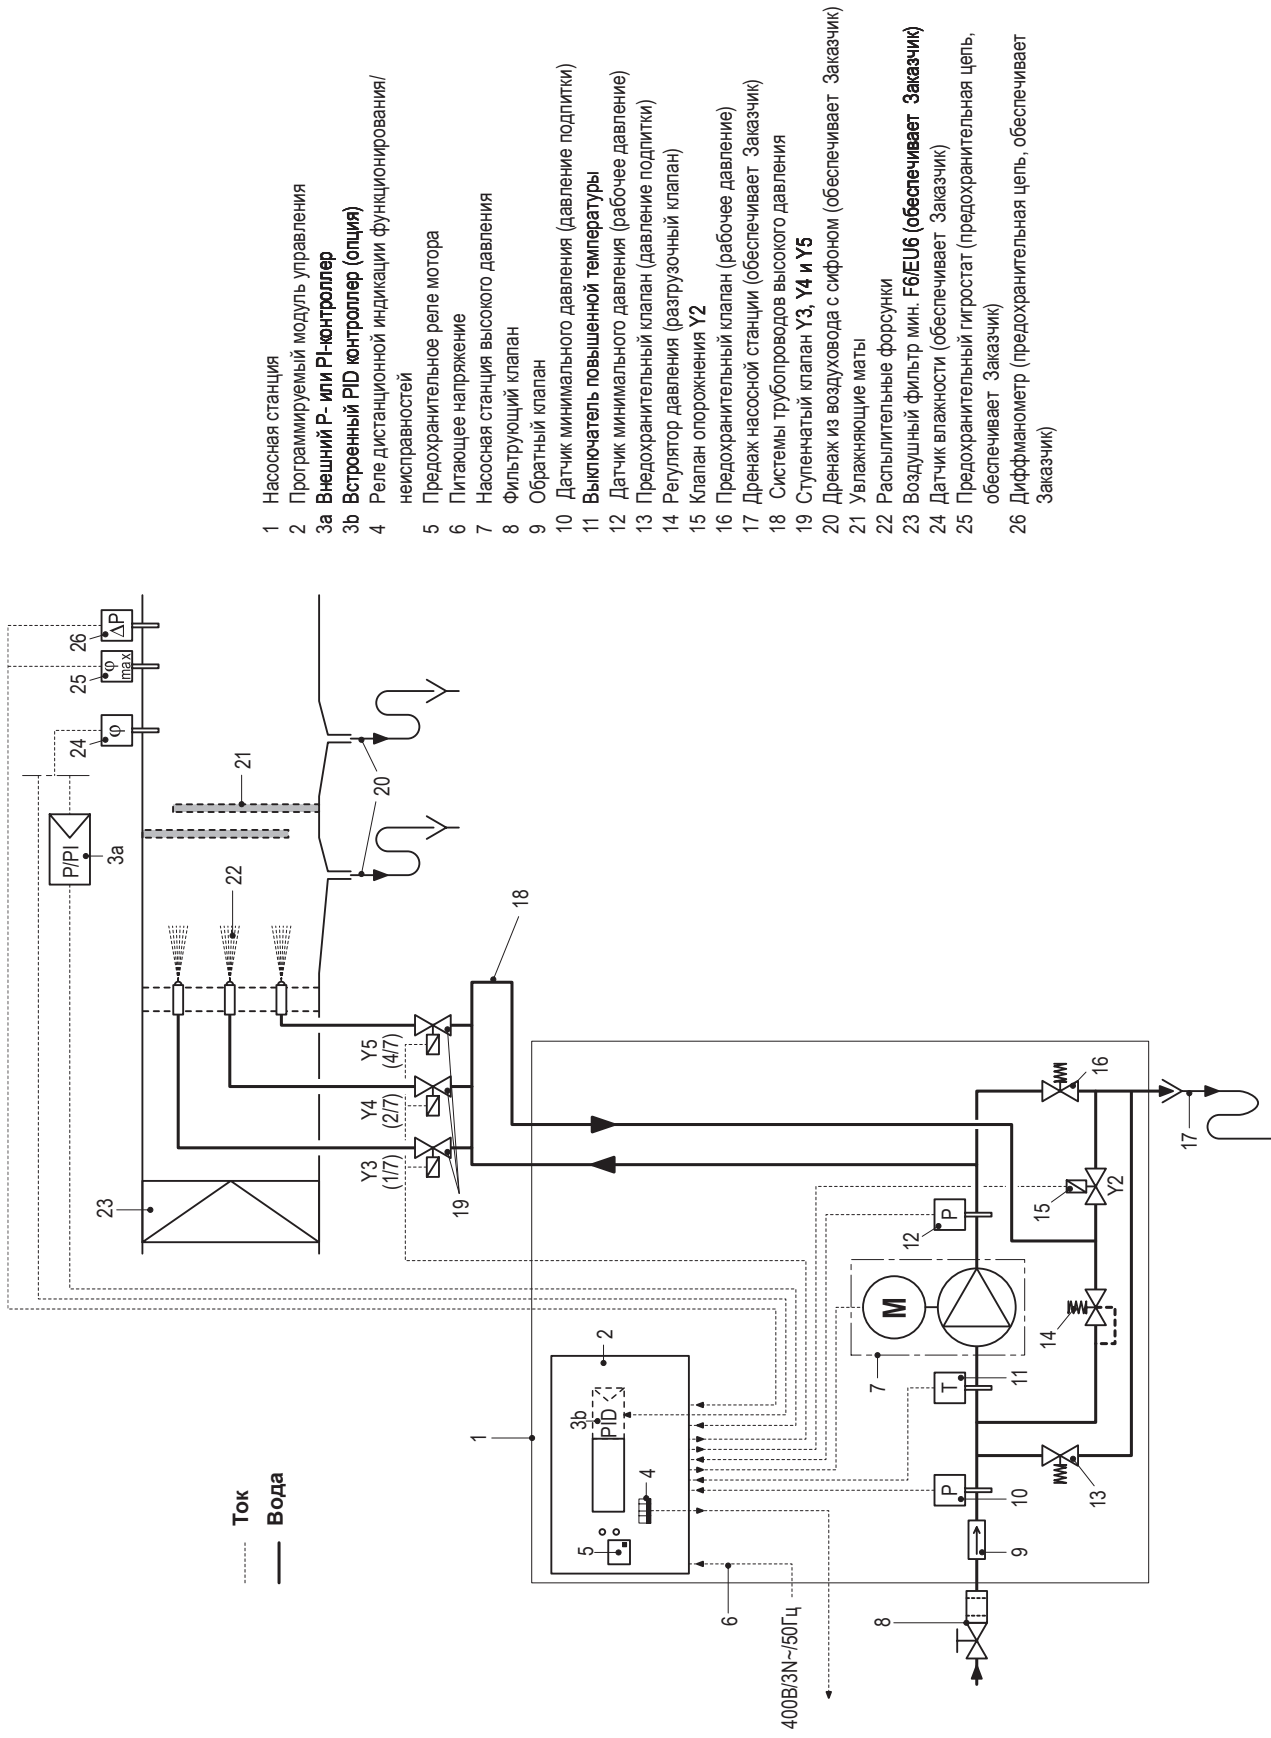 Ток
Вода
1 Насосная станция
2 Программируемый модуль управления
3a Внешний P- или PI-контроллер
3b Встроенный PID контроллер (опция)
4 Реле дистанционной индикации функционирования/
неисправностей
5 Предохранительное реле мотора
6 Питающее напряжение
7 Насосная станция высокого давления
8 Фильтрующий клапан
9 Обратный клапан
10 Датчик минимального давления (давление подпитки)
11 Выключатель повышенной температуры
12 Датчик минимального давления (рабочее давление)
13 Предохранительный клапан (давление подпитки)
14 Регулятор давления (разгрузочный клапан)
15 Клапан опорожнения Y2
16 Предохранительный клапан (рабочее давление)
17 Дренаж насосной станции (обеспечивает Заказчик)
18 Системы трубопроводов высокого давления
19 Ступенчатый клапан Y3, Y4 и Y5
20 Дренаж из воздуховода с сифоном (обеспечивает Заказчик)
21 Увлажняющие маты
22 Распылительные форсунки
23 Воздушный фильтр мин. F6/EU6 (обеспечивает Заказчик)
24 Датчик влажности (обеспечивает Заказчик)
25 Предохранительный гигростат (предохранительная цепь,
обеспечивает Заказчик)
26 Диффманометр (предохранительная цепь, обеспечивает
Заказчик)
23
22
21
24
φ
25
φ
max
26
ΔP
P/PI
3a
20
Y3
(1/7)
Y4
(2/7)
Y5
(4/7)
19
18
1
2
3b
PID
4
5
6
400В/3N~/50Гц
7
M
8
9
10
P
11
T
12
P
13
14
15
Y2
16
17